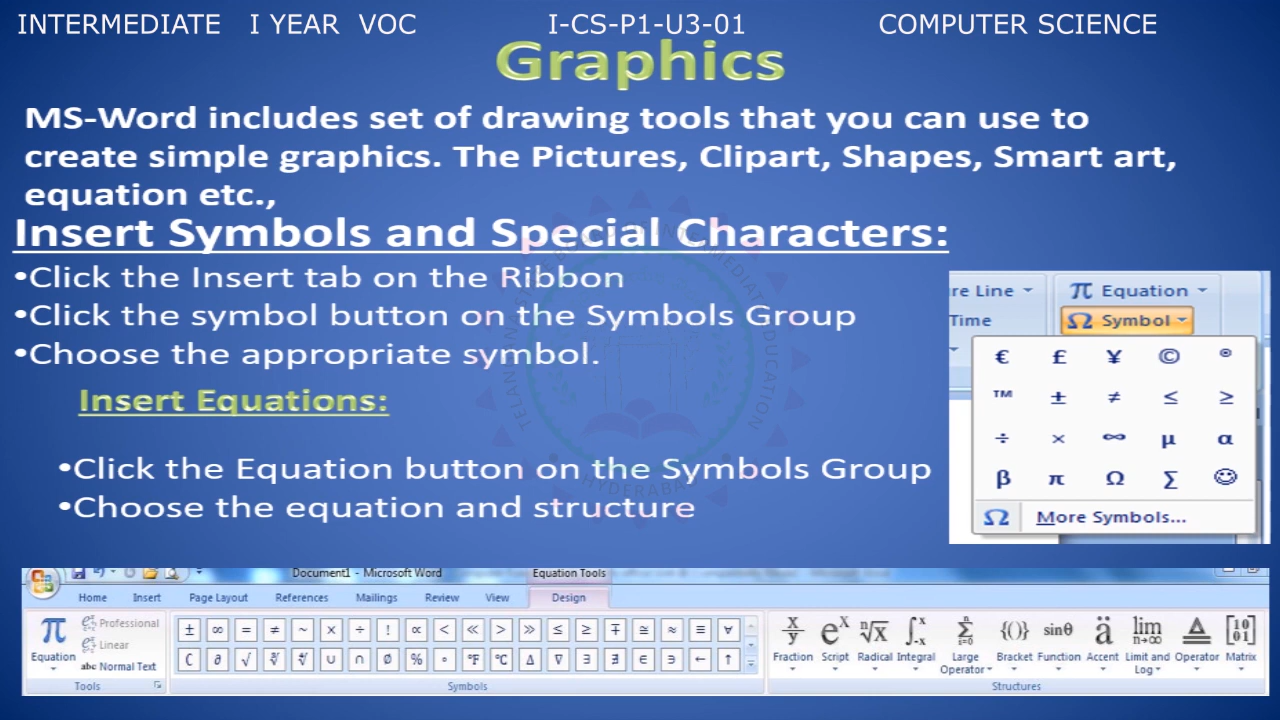 INTERMEDIATE I YEAR VOC I-CS-P1-U3-01 COMPUTER SCIENCE
Graphics
MS-Word includes set of drawing tools that you can use to
create simple graphics. The Pictures, Clipart, Shapes, Smart art,
equation etc.,
Insert Symbols and Special Characters:
•Click the Insert tab on the Ribbon
•Click the symbol button on the Symbols Group
•Choose the appropriate symbol.
Insert Equations:
•Click the Equation button on the Symbols Group
•Choose the equation and structure
re Line π Equation
Time Ω Symbol
€ £ ¥ © ®
™ ± ≠ ≤ ≥
÷ × ∞ µ α
β π Ω ∑ ☺
Ω More Symbols...
Document1 - Microsoft Word Equation Tools
Home Insert Page Layout References Mailings Review View Design
π Equation
Professional
Linear
abc Normal Text
Tools
± ∞ = ≠ ~ × ÷ ! ∝ < ≪ > ≫ ≤ ≥ ∓ ≅ ≈ ≡ ∀
∁ ∂ √ ∛ ∜ ∪ ∩ ∅ % ° °F °C ∆ ∇ ∃ ∄ ∈ ∋ ← ↑
Symbols
Fraction Script Radical Integral Large Operator Bracket Function Accent Limit and Log Operator Matrix
Structures
HYDERABAD